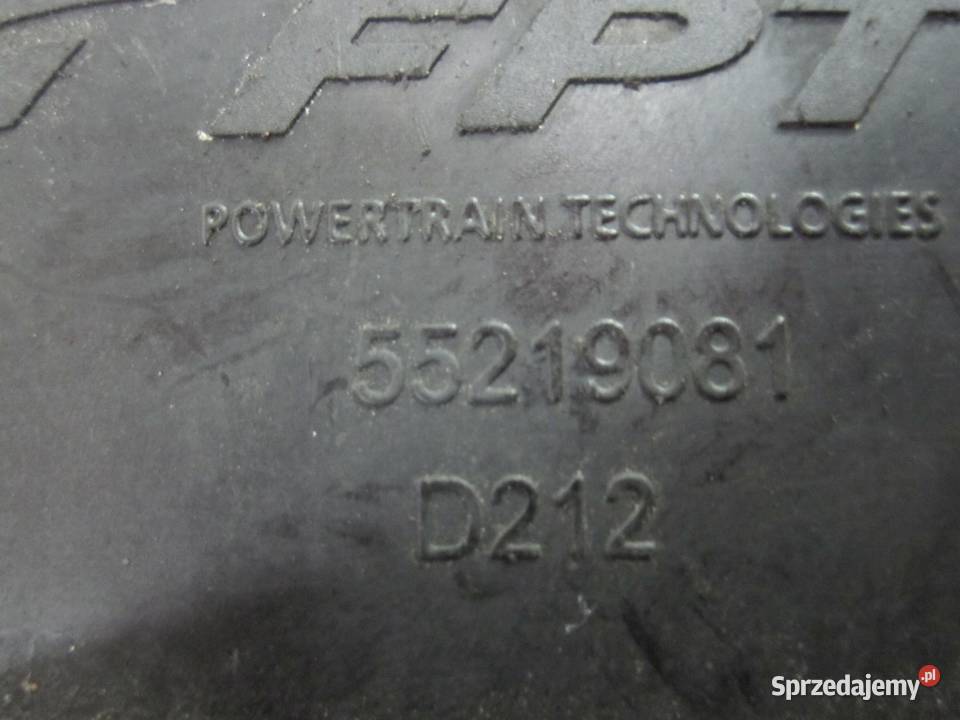 FPT
POWERTRAIN TECHNOLOGIES
55219081
D212
Sprzedajemy.pl